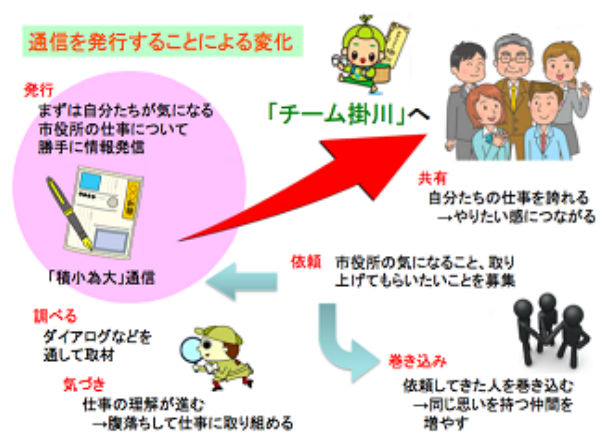 通信を発行することによる変化
発行
まずは自分たちが気になる
市役所の仕事について
勝手に情報発信
「積小為大」通信
「チーム掛川」へ
共有
自分たちの仕事を誇れる
→やりたい感につながる
依頼
市役所の気になること、取り
上げてもらいたいことを募集
調べる
ダイアログなどを
通して取材
気づき
仕事の理解が進む
→腹落ちして仕事に取り組める
巻き込み
依頼してきた人を巻き込む
→同じ思いを持つ仲間を
増やす